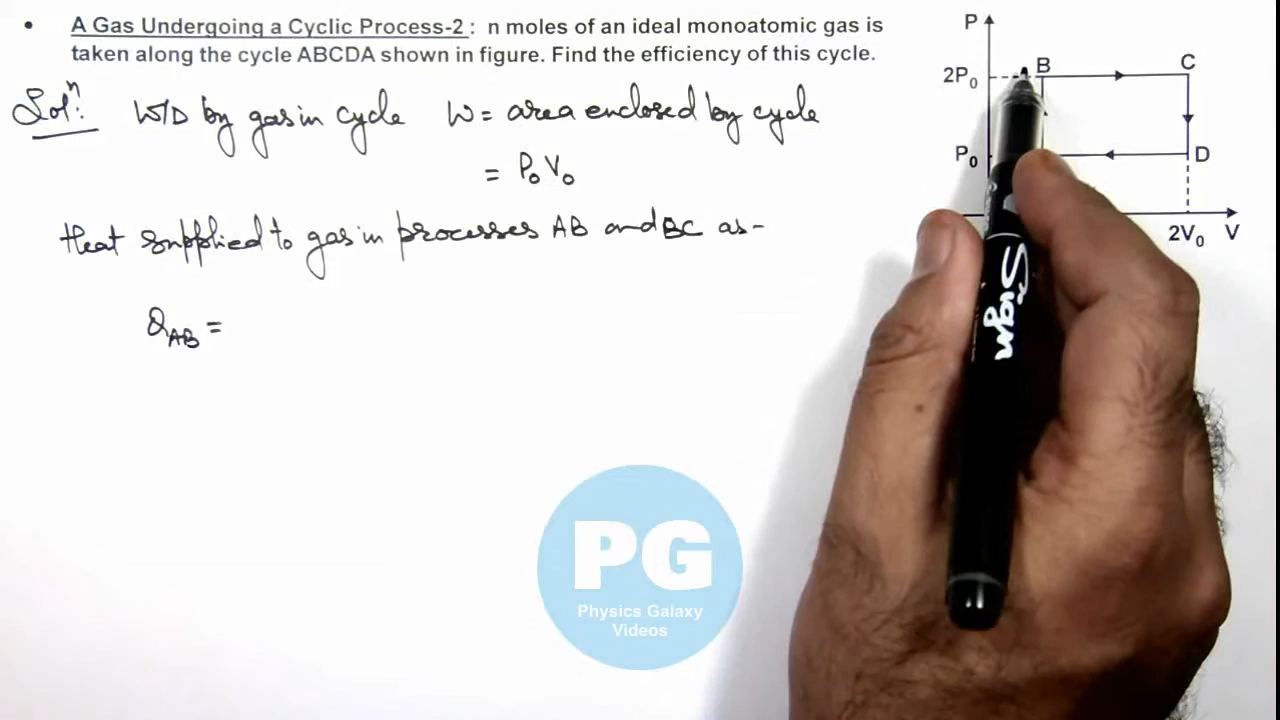 • A Gas Undergoing a Cyclic Process-2 : n moles of an ideal monoatomic gas is
taken along the cycle ABCDA shown in figure. Find the efficiency of this cycle.
Solⁿ: W/D by gas in cycle W = area enclosed by cycle
= P₀V₀
Heat supplied to gas in processes AB and BC as-
Q_AB =
P
2P₀
B
C
P₀
D
2V₀
V
Sign
PG
Physics Galaxy
Videos